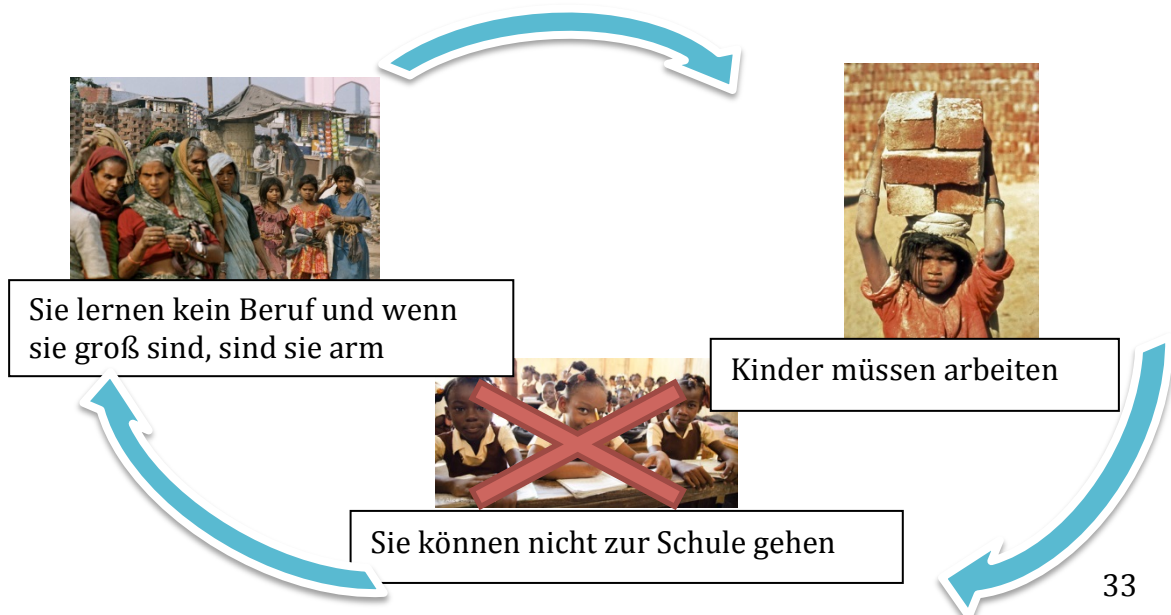 Sie lernen kein Beruf und wenn
sie groß sind, sind sie arm
Kinder müssen arbeiten
Sie können nicht zur Schule gehen
33